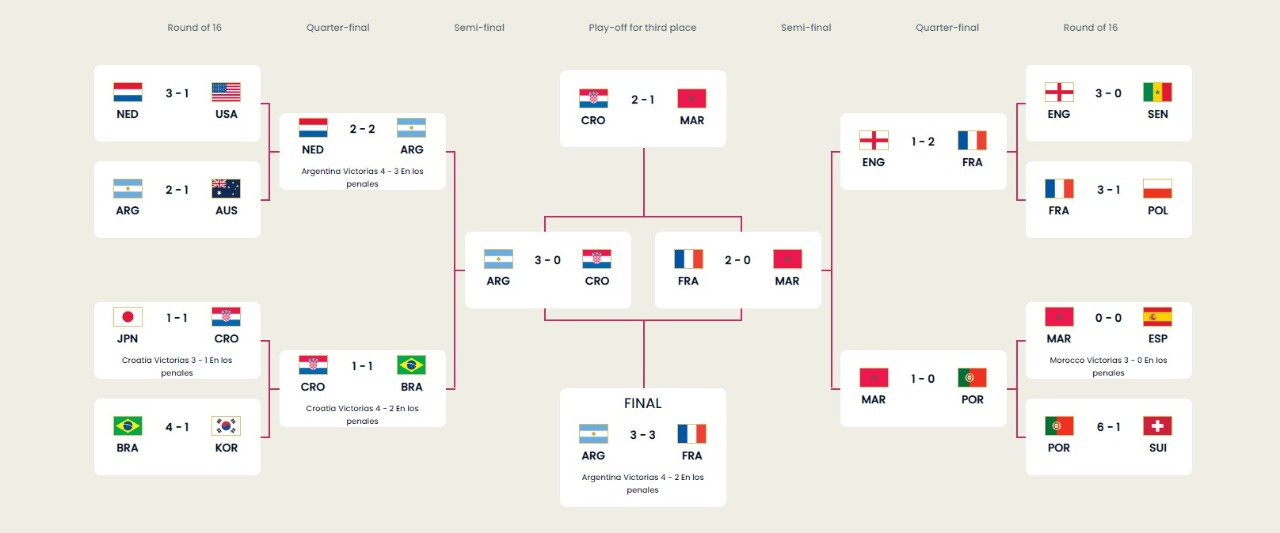 Round of 16 Quarter-final Semi-final Play-off for third place Semi-final Quarter-final Round of 16
3 - 1
NED USA
2 - 1
ARG AUS
1 - 1
JPN CRO
Croatia Victorias 3 - 1 En los
penales
4 - 1
BRA KOR
2 - 2
NED ARG
Argentina Victorias 4 - 3 En los
penales
1 - 1
CRO BRA
Croatia Victorias 4 - 2 En los
penales
3 - 0
ARG CRO
2 - 1
CRO MAR
FINAL
3 - 3
ARG FRA
Argentina Victorias 4 - 2 En los
penales
2 - 0
FRA MAR
1 - 2
ENG FRA
1 - 0
MAR POR
3 - 0
ENG SEN
3 - 1
FRA POL
0 - 0
MAR ESP
Morocco Victorias 3 - 0 En los
penales
6 - 1
POR SUI